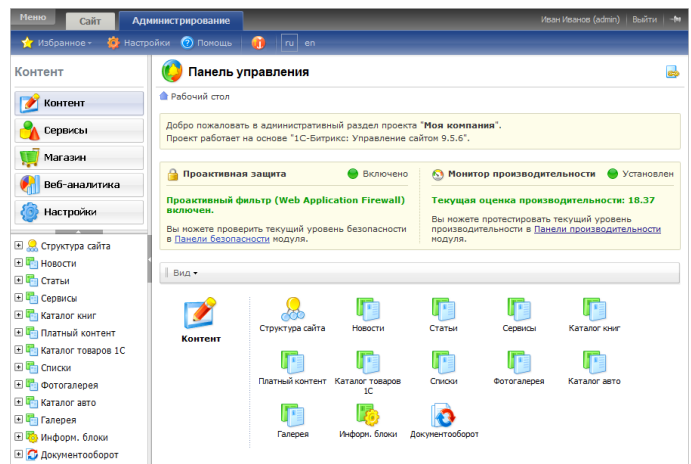 Меню
Сайт
Администрирование
Иван Иванов (admin)
Выйти
Избранное
Настройки
Помощь
ru
en
Контент
Панель управления
Рабочий стол
Контент
Сервисы
Магазин
Веб-аналитика
Настройки
Добро пожаловать в административный раздел проекта "Моя компания".
Проект работает на основе "1С-Битрикс: Управление сайтом 9.5.6".
Проактивная защита
Включено
Проактивный фильтр (Web Application Firewall)
включен.
Вы можете проверить текущий уровень безопасности
в Панели безопасности модуля.
Монитор производительности
Установлен
Текущая оценка производительности: 18.37
Вы можете протестировать текущий уровень
производительности в Панели производительности
модуля.
Структура сайта
Новости
Статьи
Сервисы
Каталог книг
Платный контент
Каталог товаров 1С
Списки
Фотогалерея
Каталог авто
Галерея
Информ. блоки
Документооборот
Вид
Контент
Структура сайта
Новости
Статьи
Сервисы
Каталог книг
Платный контент
Каталог товаров
1С
Списки
Фотогалерея
Каталог авто
Галерея
Информ. блоки
Документооборот